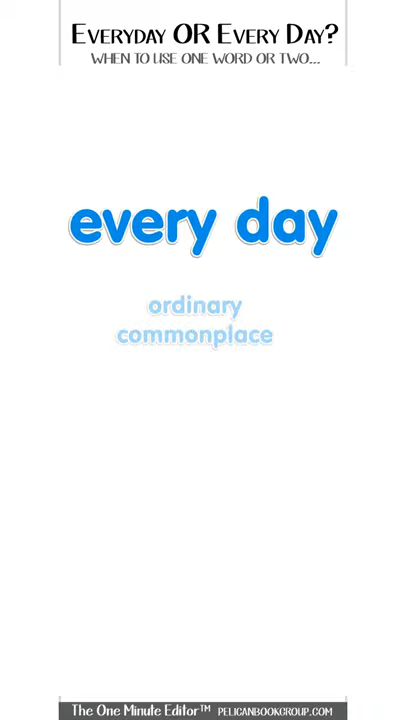 Everyday OR Every Day?
WHEN TO USE ONE WORD OR TWO...
every day
ordinary
commonplace
The One Minute Editor™ PELICANBOOKGROUP.COM